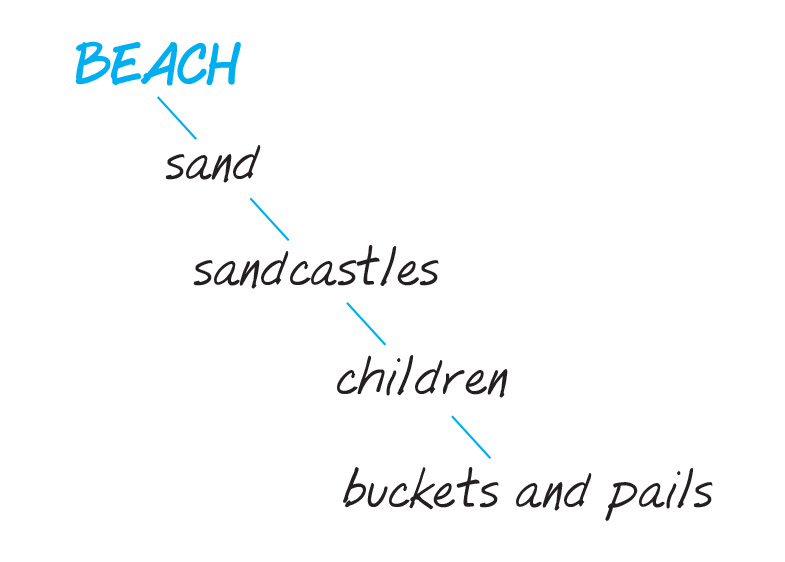 BEACH
sand
sandcastles
children
buckets and pails